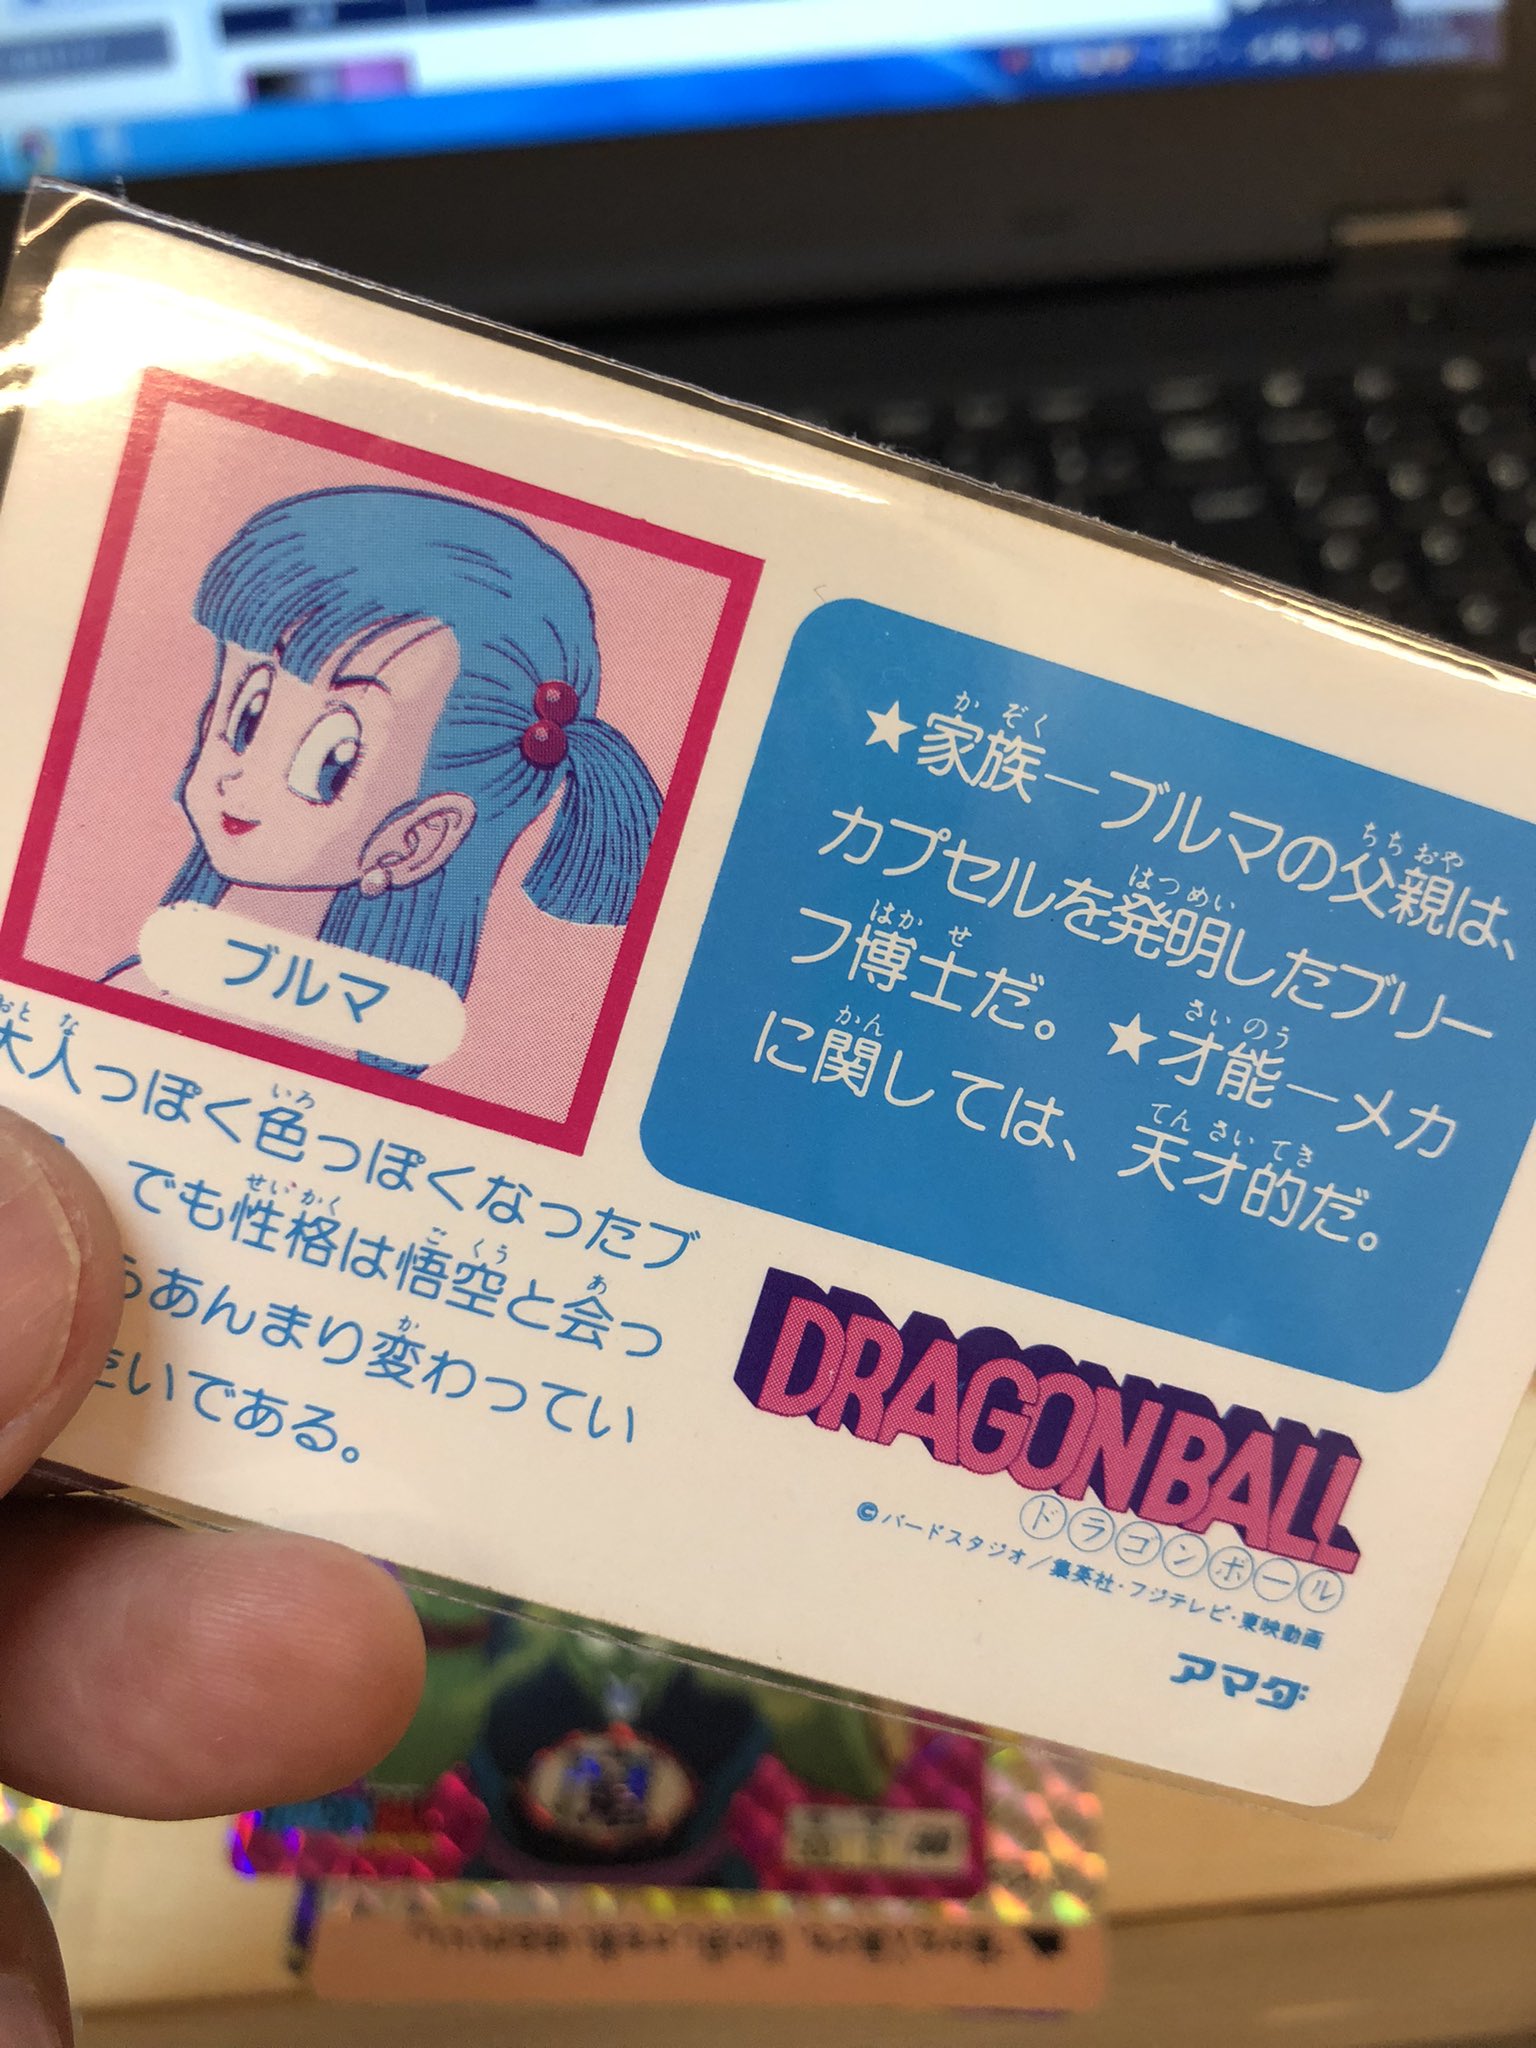 ブルマ
大人っぽく色っぽくなったブ
でも性格は悟空と会っ
らあんまり変わってい
たいである。
★家族—ブルマの父親は、
カプセルを発明したブリー
フ博士だ。★才能—メカ
に関しては、天才的だ。
DRAGONBALL
ドラゴンボール
©バードスタジオ/集英社・フジテレビ・東映動画
アマダ